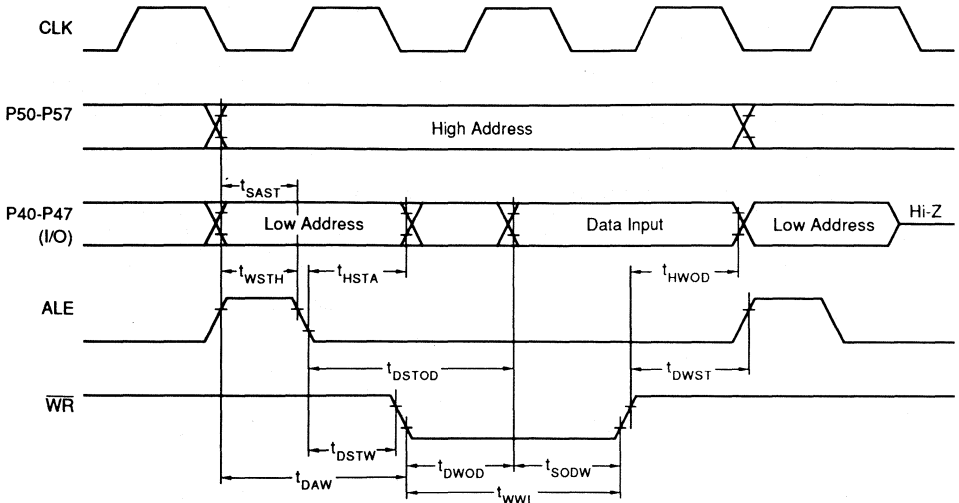 CLK
P50-P57
High Address
tSAST
P40-P47
(I/O)
Low Address
Data Input
Low Address
Hi-Z
tWSTH
tHSTA
tHWOD
ALE
tDSTOD
tDWST
WR
tDSTW
tDWOD
tSODW
tDAW
tWWL